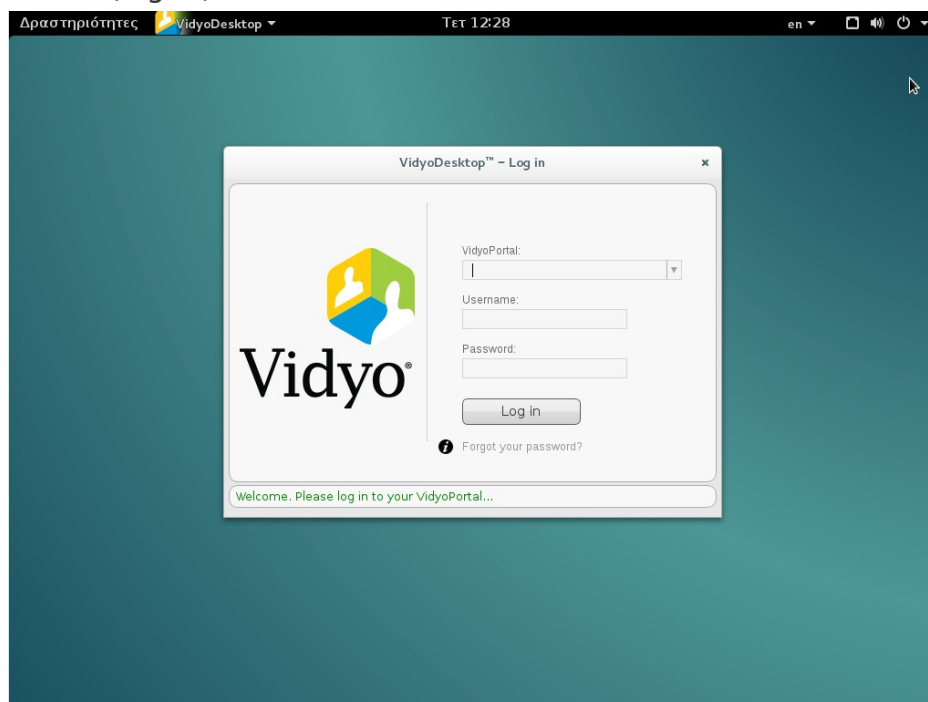 Δραστηριότητες VidyoDesktop Τετ 12:28 en
VidyoDesktop™ – Log in
VidyoPortal:
Username:
Password:
Vidyo®
Log in
Forgot your password?
Welcome. Please log in to your VidyoPortal...